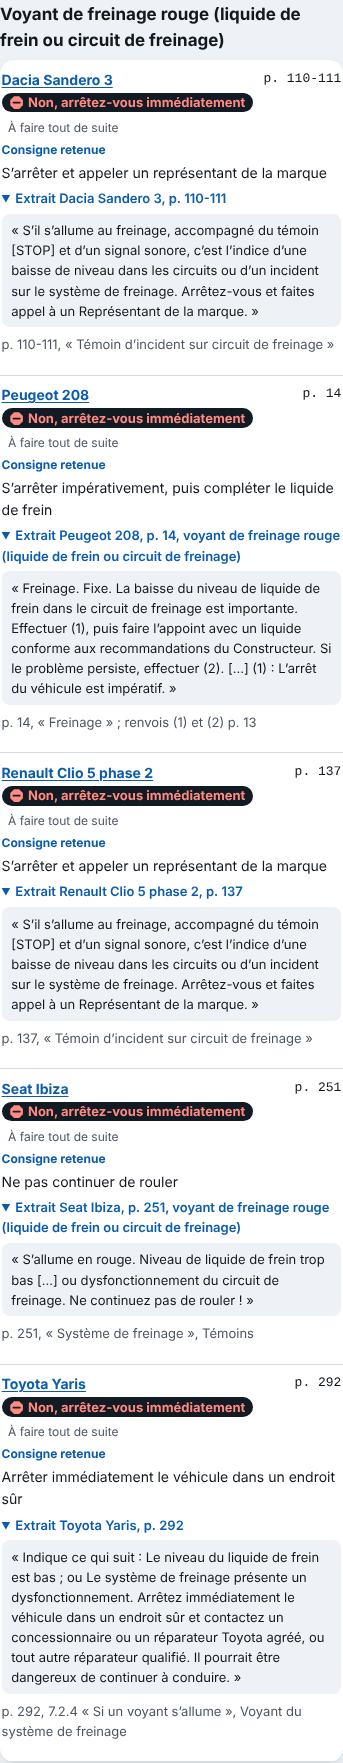 Voyant de freinage rouge (liquide de
frein ou circuit de freinage)
Dacia Sandero 3 p. 110-111
Non, arrêtez-vous immédiatement
À faire tout de suite
Consigne retenue
S’arrêter et appeler un représentant de la marque
▼ Extrait Dacia Sandero 3, p. 110-111
« S’il s’allume au freinage, accompagné du témoin
[STOP] et d’un signal sonore, c’est l’indice d’une
baisse de niveau dans les circuits ou d’un incident
sur le système de freinage. Arrêtez-vous et faites
appel à un Représentant de la marque. »
p. 110-111, « Témoin d’incident sur circuit de freinage »
Peugeot 208 p. 14
Non, arrêtez-vous immédiatement
À faire tout de suite
Consigne retenue
S’arrêter impérativement, puis compléter le liquide
de frein
▼ Extrait Peugeot 208, p. 14, voyant de freinage rouge
(liquide de frein ou circuit de freinage)
« Freinage. Fixe. La baisse du niveau de liquide de
frein dans le circuit de freinage est importante.
Effectuer (1), puis faire l’appoint avec un liquide
conforme aux recommandations du Constructeur. Si
le problème persiste, effectuer (2). [...] (1) : L’arrêt
du véhicule est impératif. »
p. 14, « Freinage » ; renvois (1) et (2) p. 13
Renault Clio 5 phase 2 p. 137
Non, arrêtez-vous immédiatement
À faire tout de suite
Consigne retenue
S’arrêter et appeler un représentant de la marque
▼ Extrait Renault Clio 5 phase 2, p. 137
« S’il s’allume au freinage, accompagné du témoin
[STOP] et d’un signal sonore, c’est l’indice d’une
baisse de niveau dans les circuits ou d’un incident
sur le système de freinage. Arrêtez-vous et faites
appel à un Représentant de la marque. »
p. 137, « Témoin d’incident sur circuit de freinage »
Seat Ibiza p. 251
Non, arrêtez-vous immédiatement
À faire tout de suite
Consigne retenue
Ne pas continuer de rouler
▼ Extrait Seat Ibiza, p. 251, voyant de freinage rouge
(liquide de frein ou circuit de freinage)
« S’allume en rouge. Niveau de liquide de frein trop
bas [...] ou dysfonctionnement du circuit de
freinage. Ne continuez pas de rouler ! »
p. 251, « Système de freinage », Témoins
Toyota Yaris p. 292
Non, arrêtez-vous immédiatement
À faire tout de suite
Consigne retenue
Arrêter immédiatement le véhicule dans un endroit
sûr
▼ Extrait Toyota Yaris, p. 292
« Indique ce qui suit : Le niveau du liquide de frein
est bas ; ou Le système de freinage présente un
dysfonctionnement. Arrêtez immédiatement le
véhicule dans un endroit sûr et contactez un
concessionnaire ou un réparateur Toyota agréé, ou
tout autre réparateur qualifié. Il pourrait être
dangereux de continuer à conduire. »
p. 292, 7.2.4 « Si un voyant s’allume », Voyant du
système de freinage